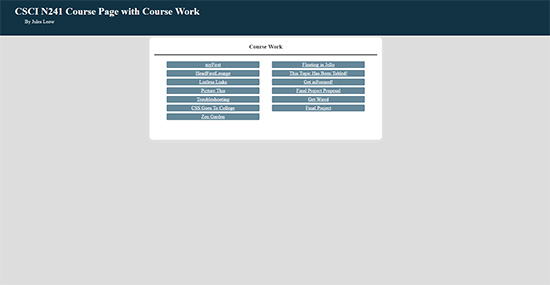 CSCI N241 Course Page with Course Work
By Jules Louw
Course Work
myFirst
HeadFirstLounge
Listless Links
Picture This
Troubleshooting
CSS Goes To College
Zen Garden
Floating in Jello
This Topic Has Been Tabled!
Get inFormed!
Final Project Proposal
Get Wired
Final Project